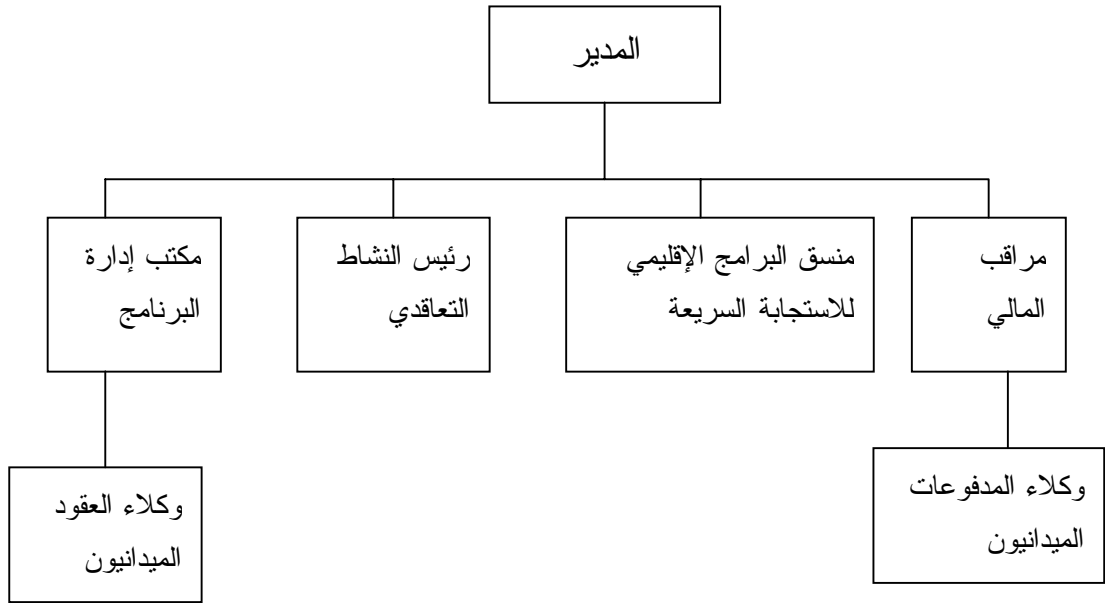 المدير
مراقب
المالي
منسق البرامج الإقليمي
للاستجابة السريعة
رئيس النشاط
التعاقدي
مكتب إدارة
البرنامج
وكلاء المدفوعات
الميدانيون
وكلاء العقود
الميدانيون